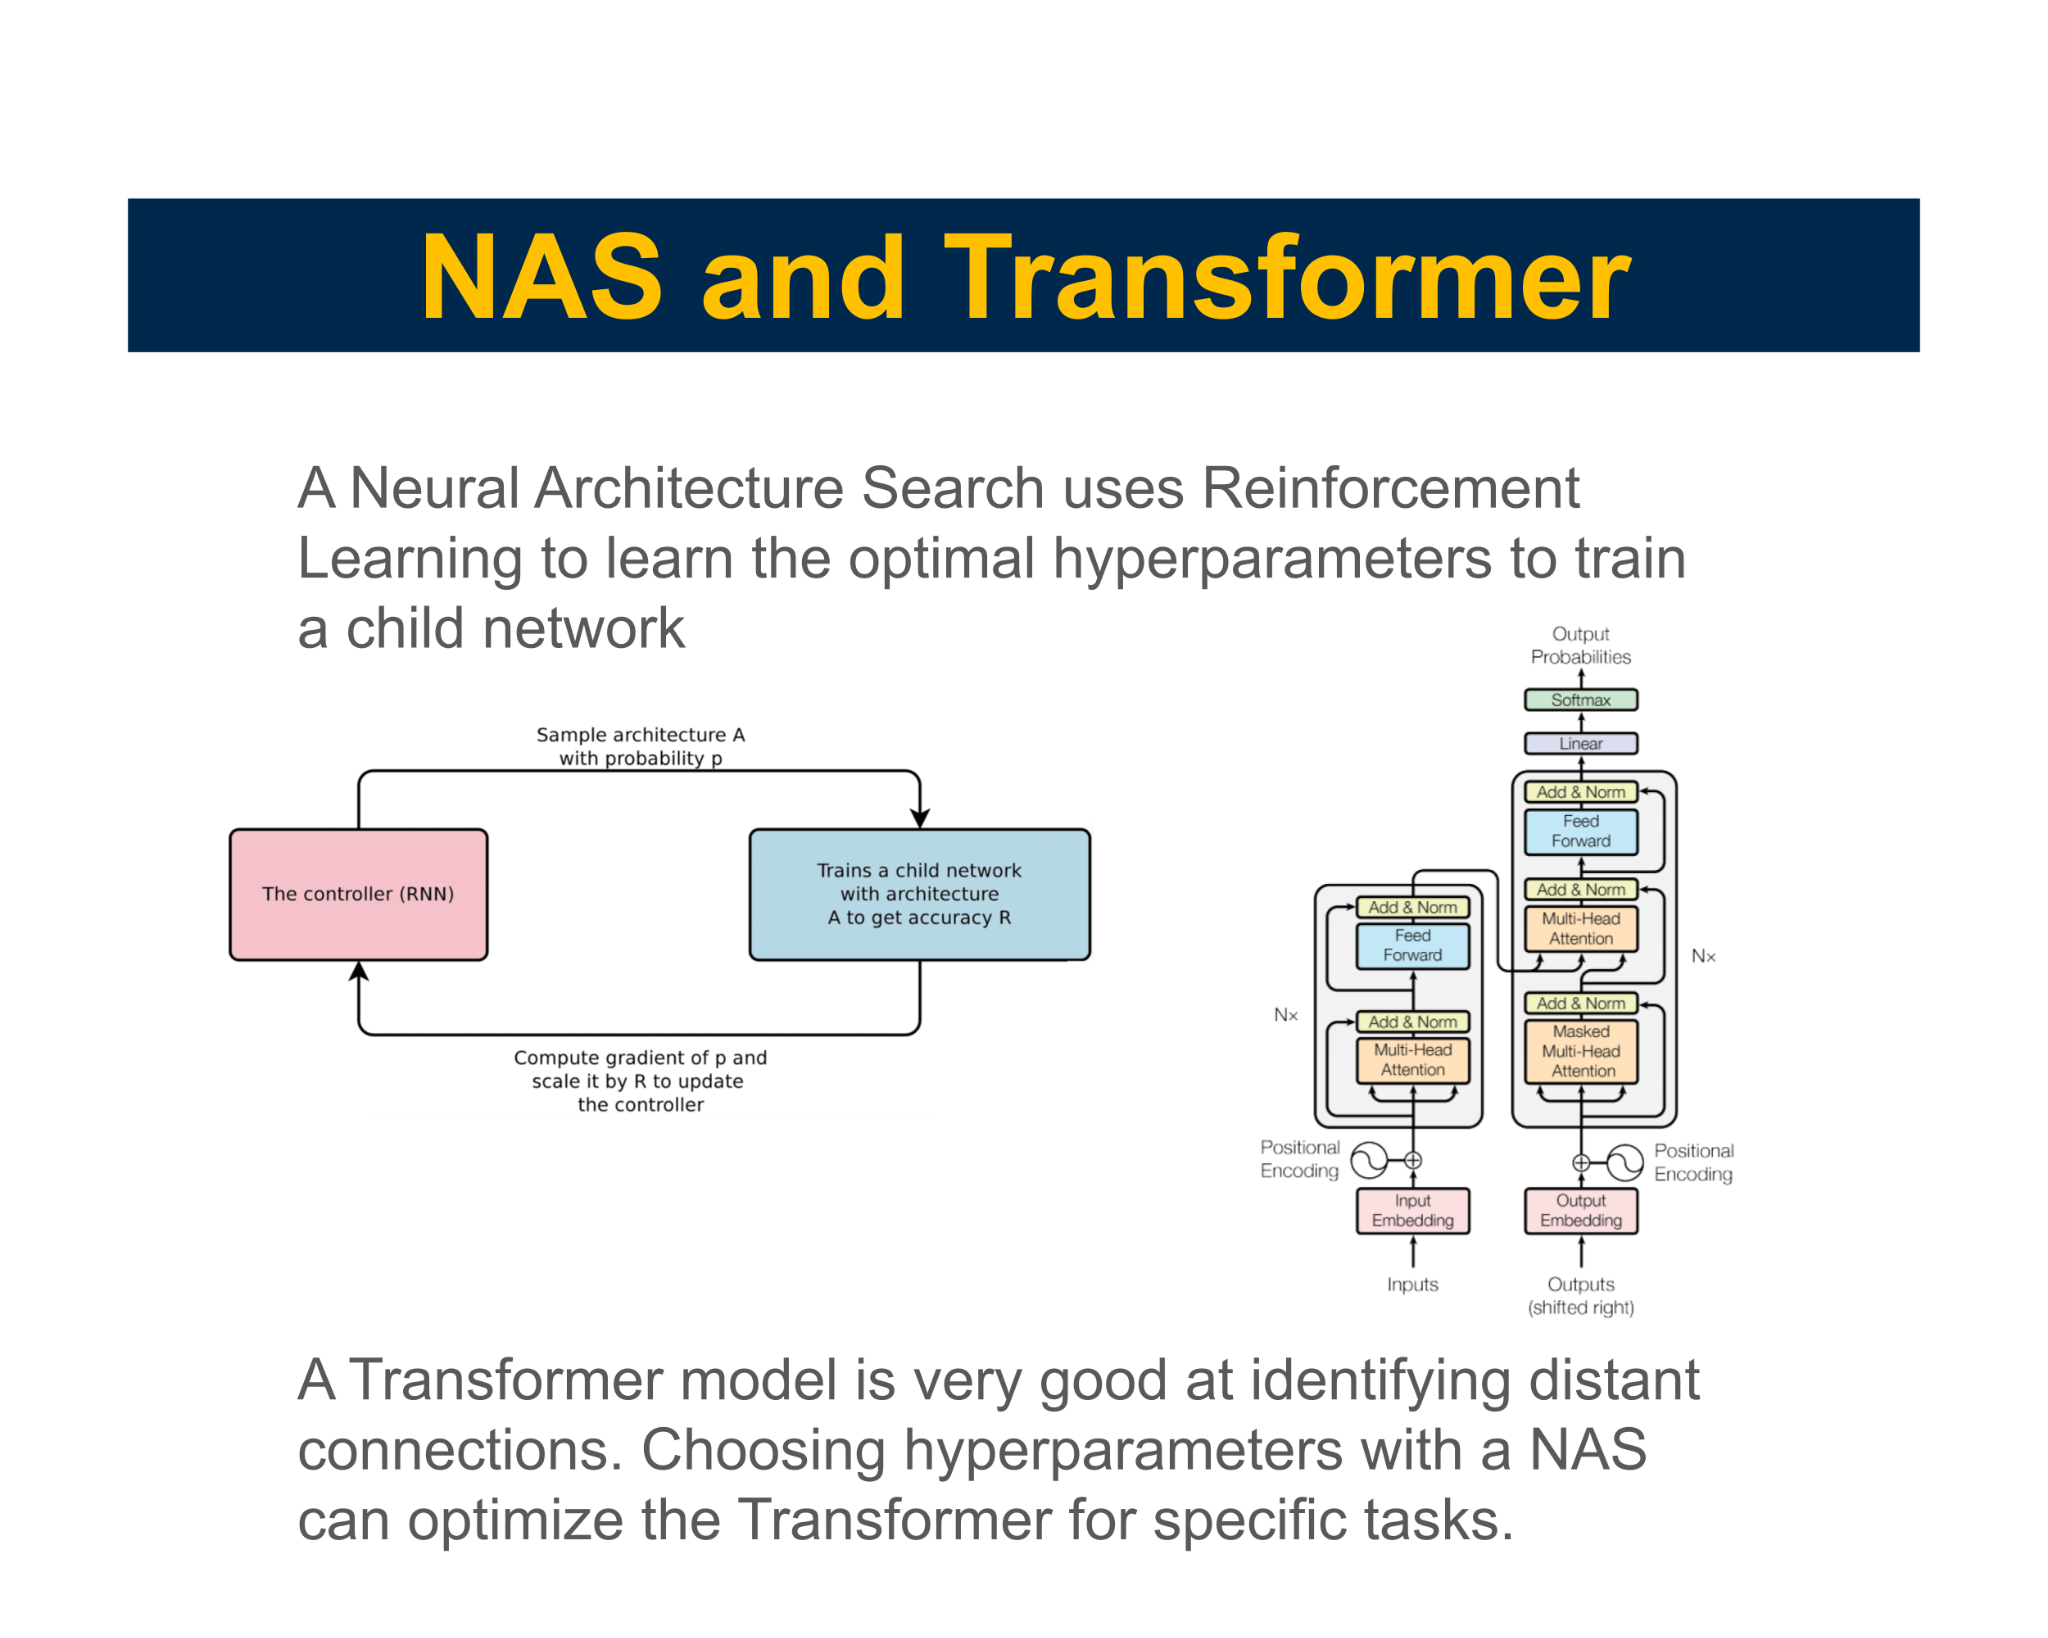 NAS and Transformer
A Neural Architecture Search uses Reinforcement
Learning to learn the optimal hyperparameters to train
a child network
Sample architecture A
with probability p
The controller (RNN)
Trains a child network
with architecture
A to get accuracy R
Compute gradient of p and
scale it by R to update
the controller
Output
Probabilities
Softmax
Linear
Add & Norm
Feed
Forward
Add & Norm
Multi-Head
Attention
Add & Norm
Masked
Multi-Head
Attention
N×
Add & Norm
Feed
Forward
Add & Norm
Multi-Head
Attention
N×
Positional
Encoding
Positional
Encoding
Input
Embedding
Output
Embedding
Inputs
Outputs
(shifted right)
A Transformer model is very good at identifying distant
connections. Choosing hyperparameters with a NAS
can optimize the Transformer for specific tasks.